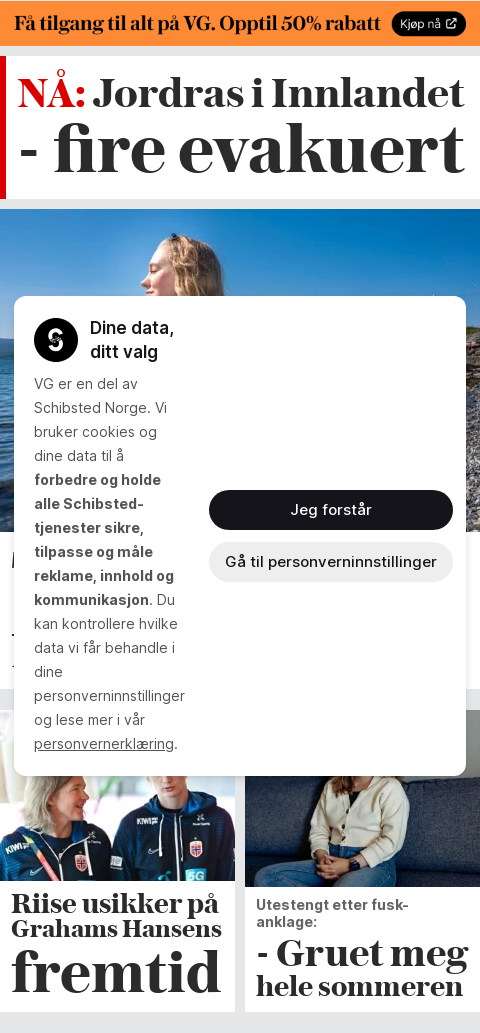 Få tilgang til alt på VG. Opptil 50% rabatt
Kjøp nå
NÅ: Jordras i Innlandet
- fire evakuert
Dine data,
ditt valg
VG er en del av
Schibsted Norge. Vi
bruker cookies og
dine data til å
forbedre og holde
alle Schibsted-
tjenester sikre,
tilpasse og måle
reklame, innhold og
kommunikasjon. Du
kan kontrollere hvilke
data vi får behandle i
dine
personverninnstillinger
og lese mer i vår
personvernerklæring.
Jeg forstår
Gå til personverninnstillinger
KIWI
KIWI
5G
Riise usikker på
Grahams Hansens
fremtid
Utestengt etter fusk-
anklage:
- Gruet meg
hele sommeren